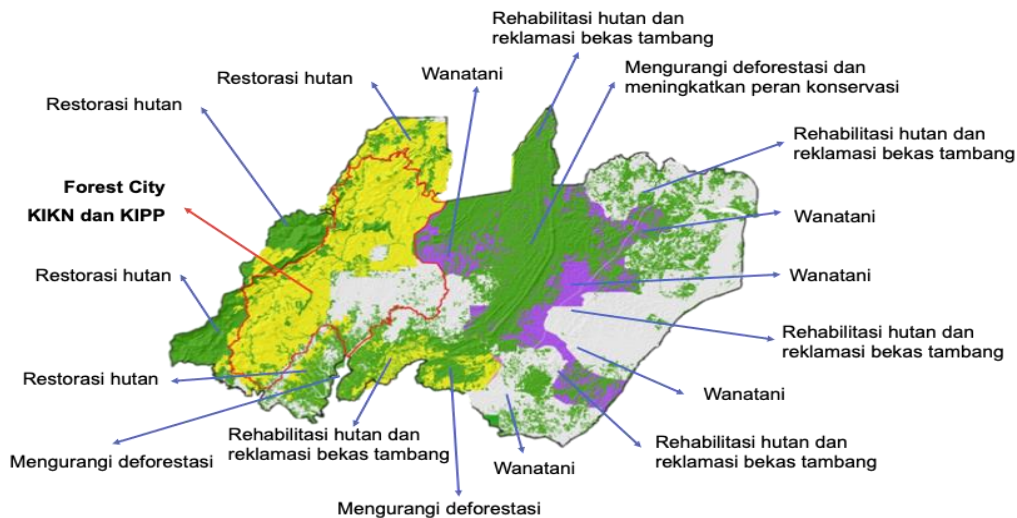 Rehabilitasi hutan dan
reklamasi bekas tambang
Restorasi hutan
Wanatani
Mengurangi deforestasi dan
meningkatkan peran konservasi
Restorasi hutan
Rehabilitasi hutan dan
reklamasi bekas tambang
Forest City
KIKN dan KIPP
Wanatani
Restorasi hutan
Wanatani
Rehabilitasi hutan dan
reklamasi bekas tambang
Restorasi hutan
Wanatani
Mengurangi deforestasi
Rehabilitasi hutan dan
reklamasi bekas tambang
Wanatani
Rehabilitasi hutan dan
reklamasi bekas tambang
Mengurangi deforestasi